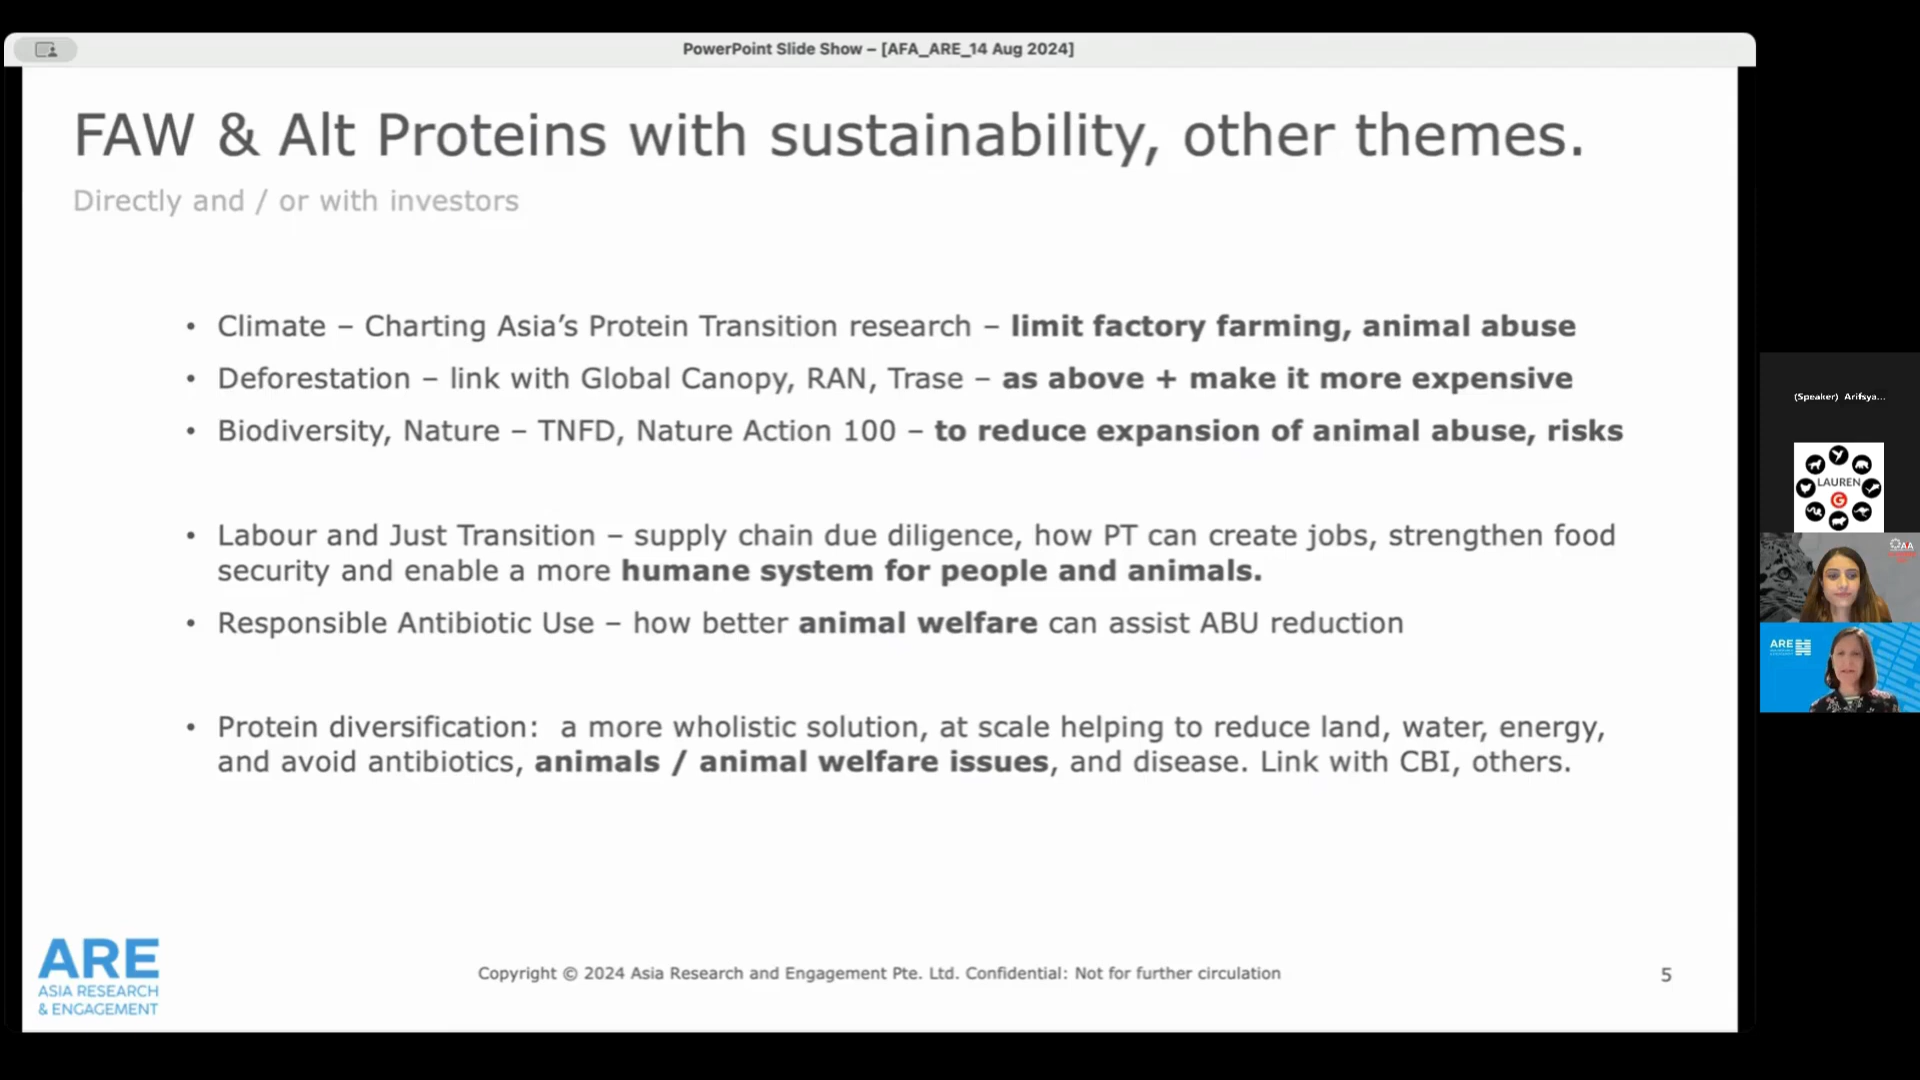 PowerPoint Slide Show – [AFA_ARE_14 Aug 2024]
FAW & Alt Proteins with sustainability, other themes.
Directly and / or with investors
• Climate – Charting Asia’s Protein Transition research – limit factory farming, animal abuse
• Deforestation – link with Global Canopy, RAN, Trase – as above + make it more expensive
• Biodiversity, Nature – TNFD, Nature Action 100 – to reduce expansion of animal abuse, risks
• Labour and Just Transition – supply chain due diligence, how PT can create jobs, strengthen food
security and enable a more humane system for people and animals.
• Responsible Antibiotic Use – how better animal welfare can assist ABU reduction
• Protein diversification:  a more wholistic solution, at scale helping to reduce land, water, energy,
and avoid antibiotics, animals / animal welfare issues, and disease. Link with CBI, others.
ARE
ASIA RESEARCH
& ENGAGEMENT
Copyright © 2024 Asia Research and Engagement Pte. Ltd. Confidential: Not for further circulation
5
(Speaker) Arifsya...
LAUREN
G
ARE